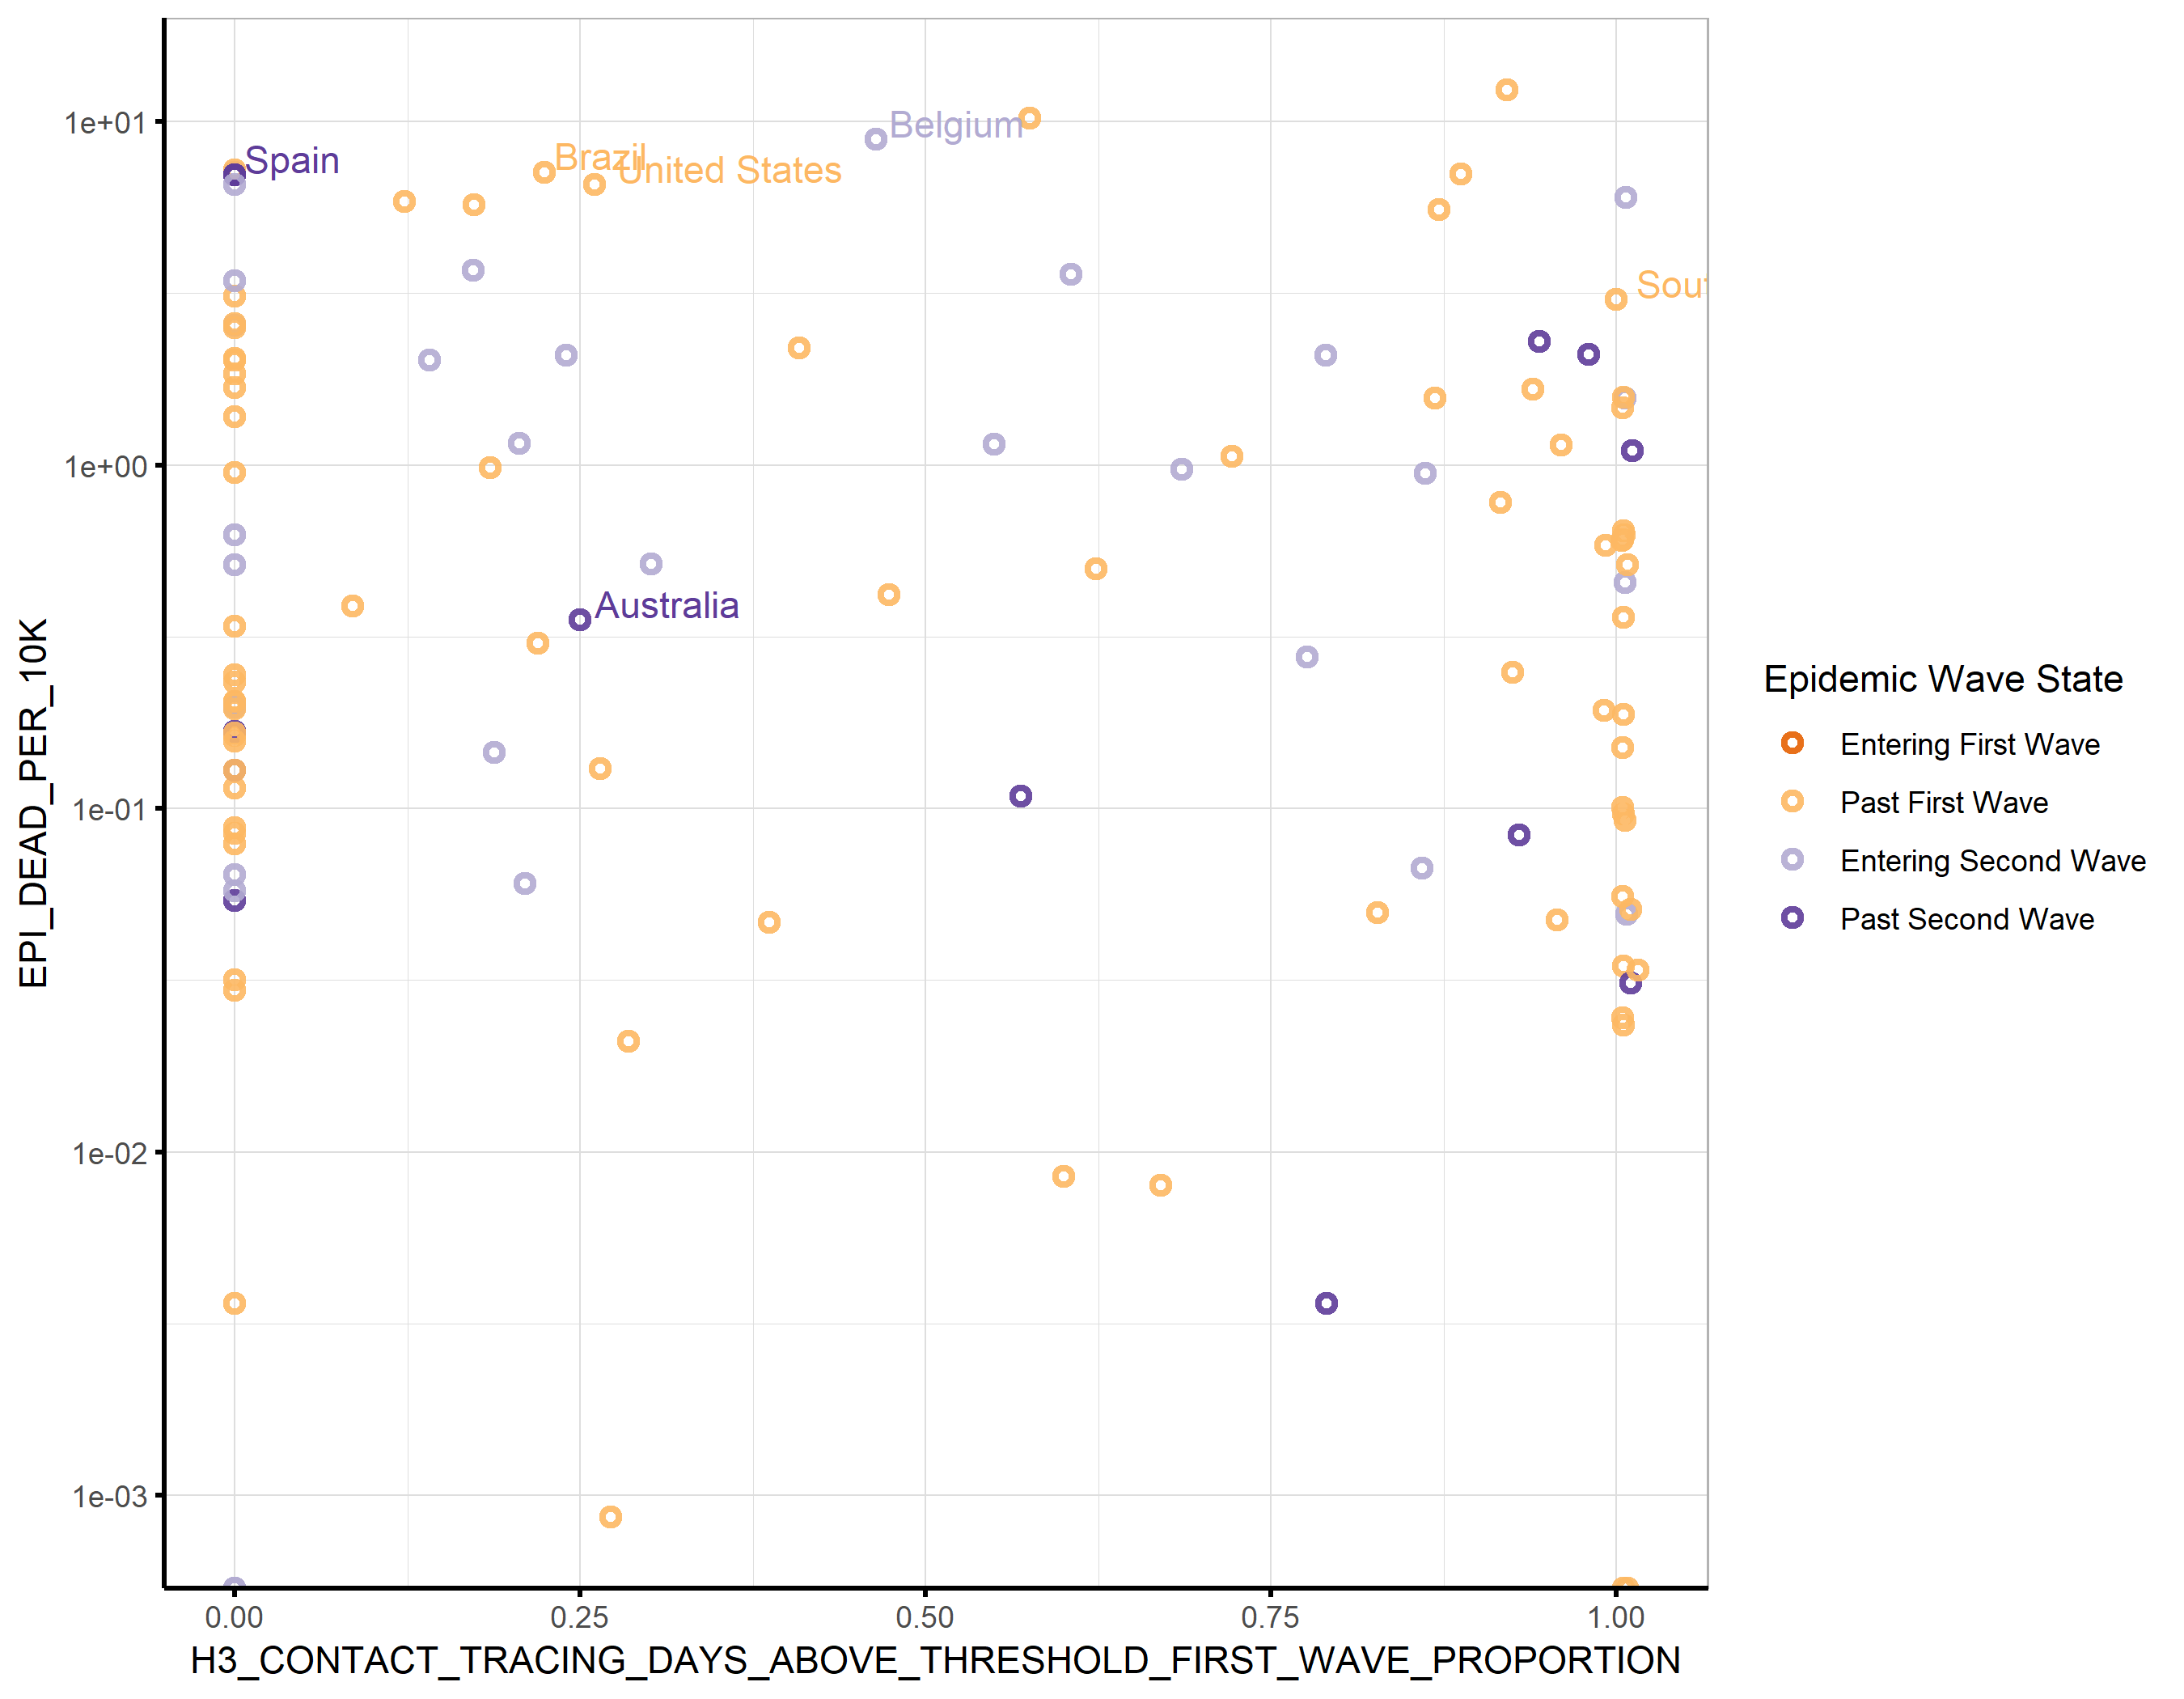 EPI_DEAD_PER_10K
1e+01
1e+00
1e-01
1e-02
1e-03
Belgium
Spain
Brazil
United States
Sout
Australia
0.00
0.25
0.50
0.75
1.00
H3_CONTACT_TRACING_DAYS_ABOVE_THRESHOLD_FIRST_WAVE_PROPORTION
Epidemic Wave State
Entering First Wave
Past First Wave
Entering Second Wave
Past Second Wave